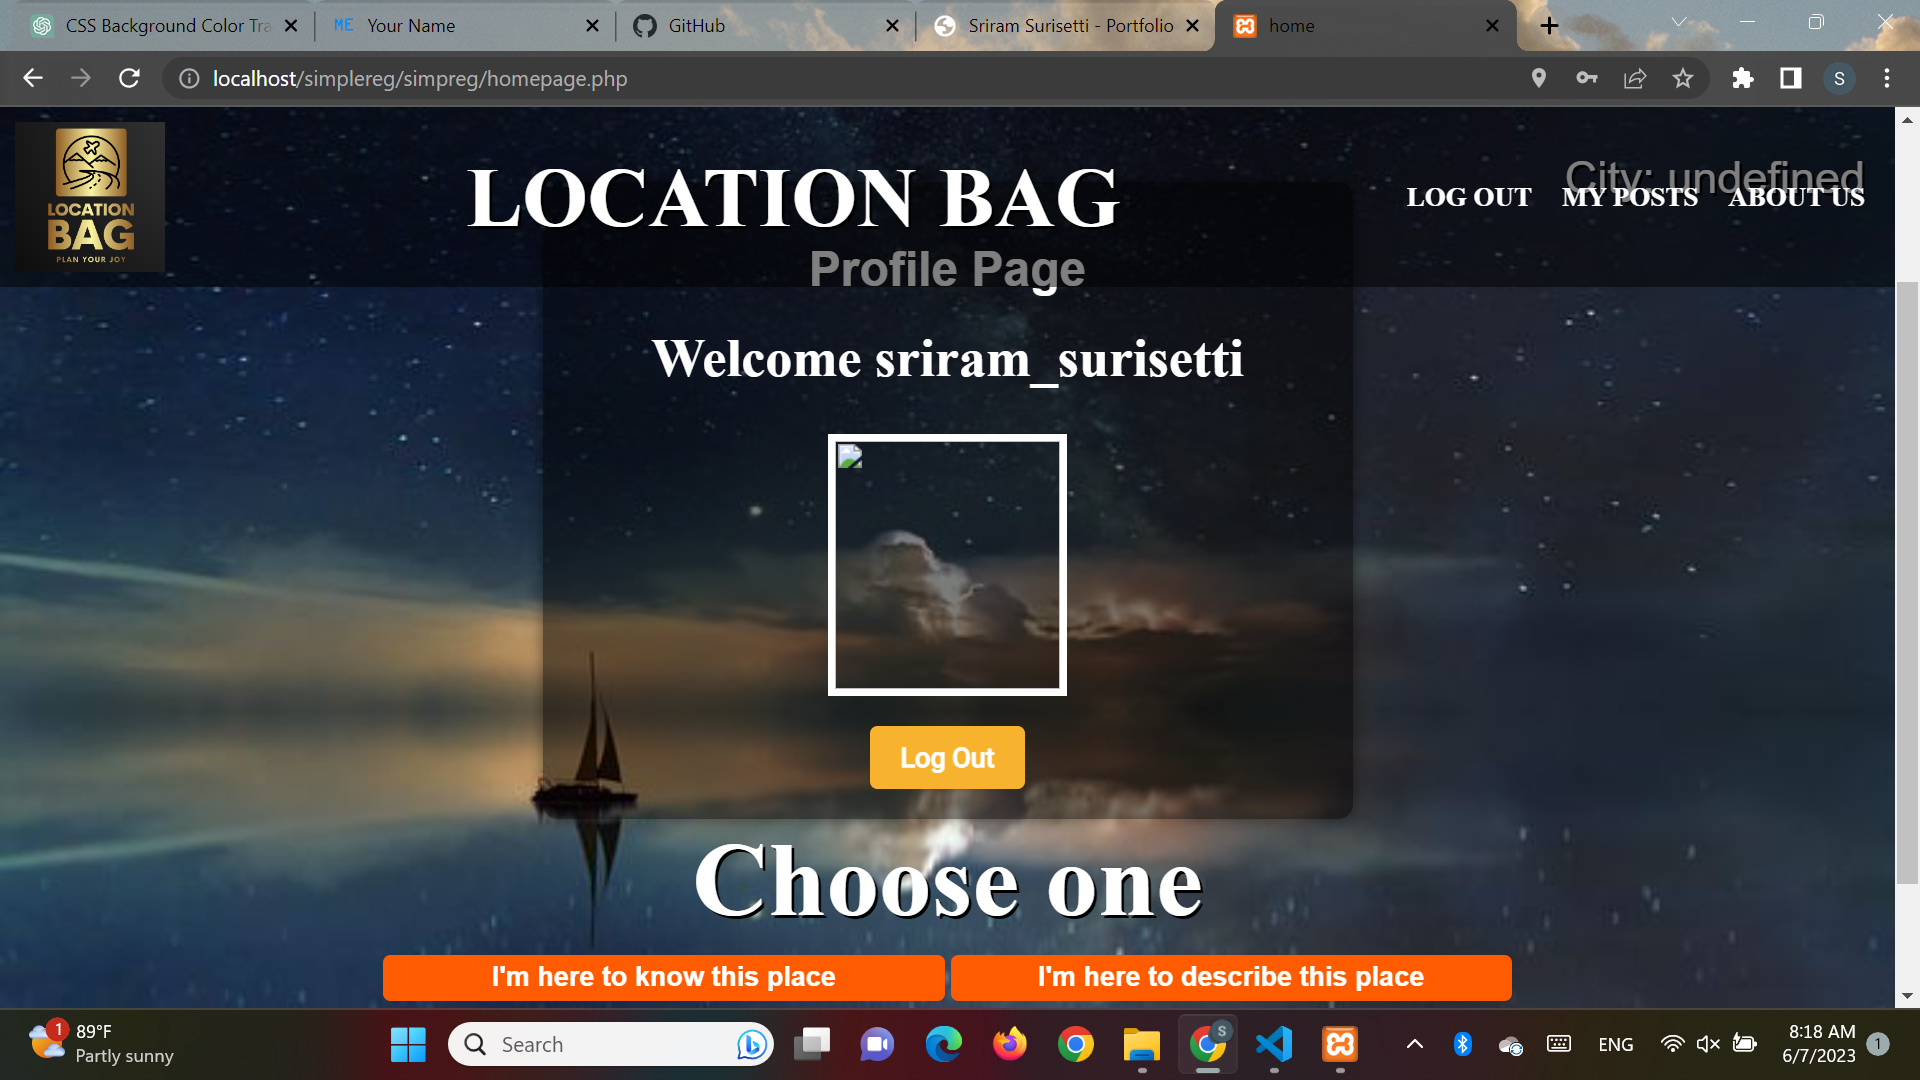 CSS Background Color Tra
ME
Your Name
GitHub
Sriram Surisetti - Portfolio
home
localhost/simplereg/simpreg/homepage.php
S
LOCATION
BAG
PLAN YOUR JOY
LOCATION BAG
City: undefined
LOG OUT
MY POSTS
ABOUT US
Profile Page
Welcome sriram_surisetti
Log Out
Choose one
I'm here to know this place
I'm here to describe this place
1
89°F
Partly sunny
Search
S
ENG
8:18 AM
6/7/2023
1